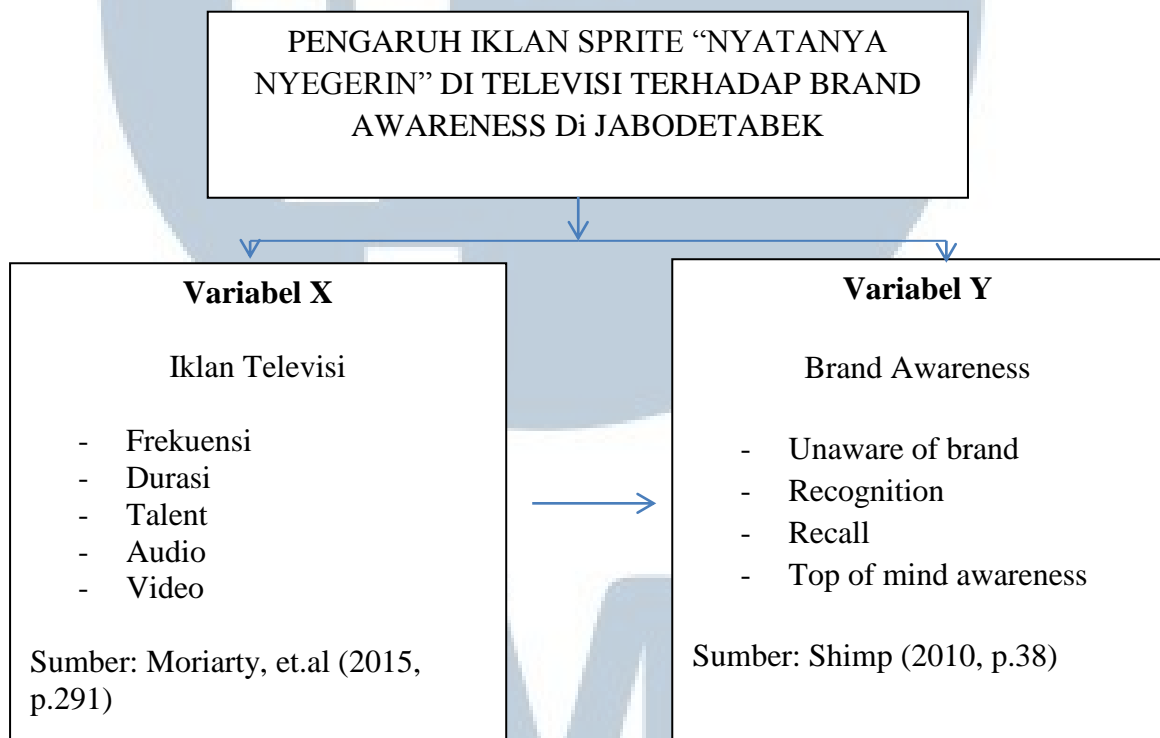 PENGARUH IKLAN SPRITE “NYATANYA
NYEGERIN” DI TELEVISI TERHADAP BRAND
AWARENESS Di JABODETABEK
Variabel X
Iklan Televisi
- Frekuensi
- Durasi
- Talent
- Audio
- Video
Sumber: Moriarty, et.al (2015,
p.291)
Variabel Y
Brand Awareness
- Unaware of brand
- Recognition
- Recall
- Top of mind awareness
Sumber: Shimp (2010, p.38)